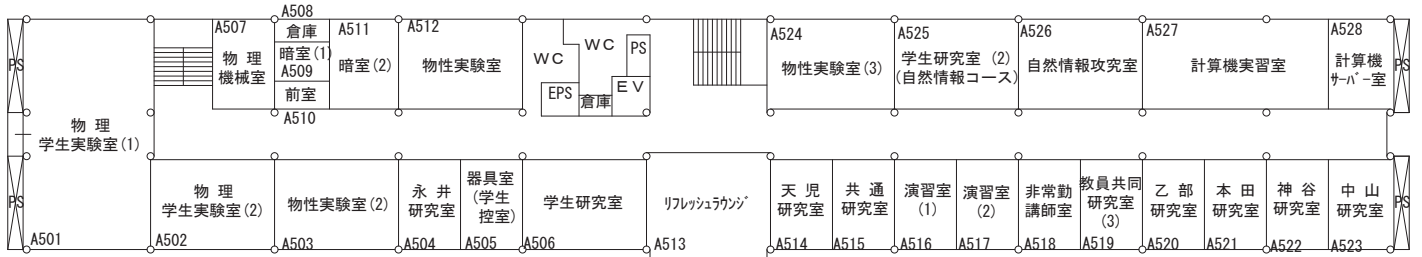 A508
A507
倉庫
A511
A512
A524
A525
A526
A527
A528
物 理
機械室
暗室(1)
A509
前室
A510
暗室(2)
物性実験室
WC
WC
PS
EV
EPS
倉庫
物性実験室(3)
学生研究室 (2)
(自然情報コース)
自然情報攻究室
計算機実習室
計算機
サーバー室
PS
PS
物 理
学生実験室(1)
PS
A501
物 理
学生実験室(2)
A502
物性実験室(2)
A503
永 井
研究室
A504
器具室
(学生
控室)
A505
学生研究室
A506
リフレッシュラウンジ
A513
天 児
研究室
A514
共 通
研究室
A515
演習室
(1)
A516
演習室
(2)
A517
非常勤
講師室
A518
教員共同
研究室
(3)
A519
乙 部
研究室
A520
本 田
研究室
A521
神 谷
研究室
A522
中 山
研究室
A523
PS